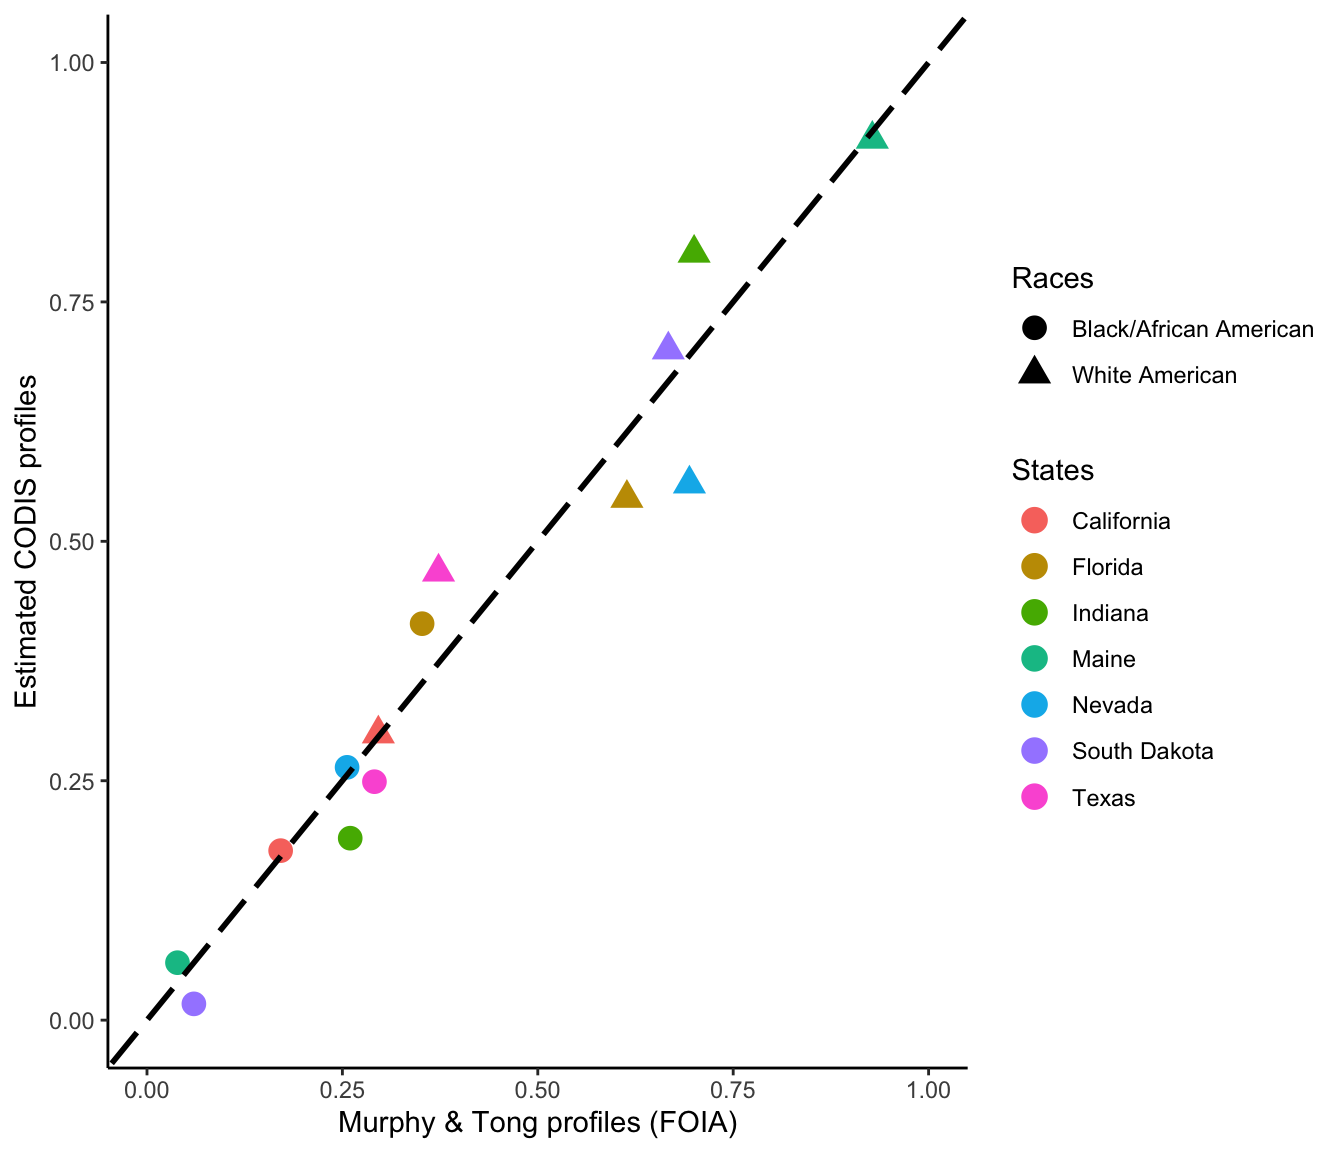 1.00
0.75
0.50
0.25
0.00
Estimated CODIS profiles
0.00 0.25 0.50 0.75 1.00
Murphy & Tong profiles (FOIA)
Races
Black/African American
White American
States
California
Florida
Indiana
Maine
Nevada
South Dakota
Texas